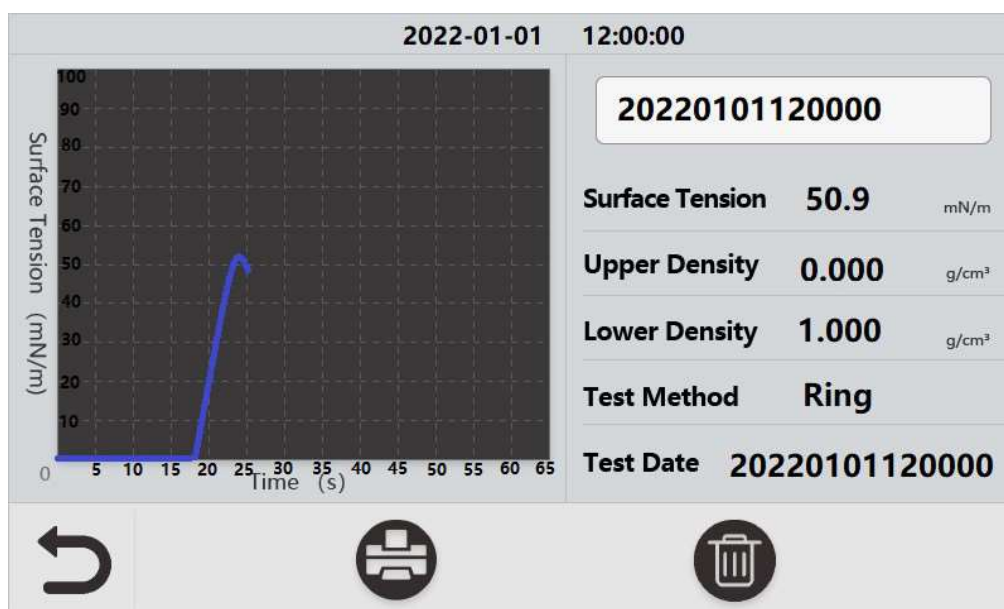 2022-01-01 12:00:00
Surface Tension (mN/m)
100
90
80
70
60
50
40
30
20
10
0
5 10 15 20 25 30 35 40 45 50 55 60 65
Time (s)
20220101120000
Surface Tension 50.9 mN/m
Upper Density 0.000 g/cm³
Lower Density 1.000 g/cm³
Test Method Ring
Test Date 20220101120000